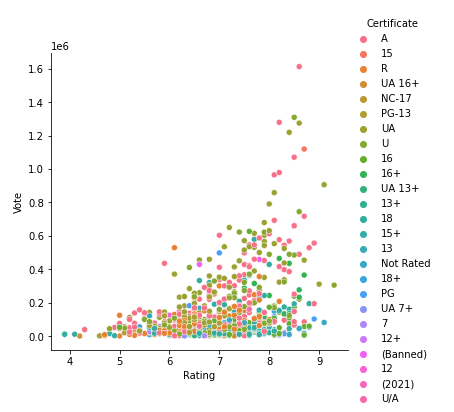 1e6
Vote
1.6
1.4
1.2
1.0
0.8
0.6
0.4
0.2
0.0
4
5
6
7
8
9
Rating
Certificate
A
15
R
UA 16+
NC-17
PG-13
UA
U
16
16+
UA 13+
13+
18
15+
13
Not Rated
18+
PG
UA 7+
7
12+
(Banned)
12
(2021)
U/A